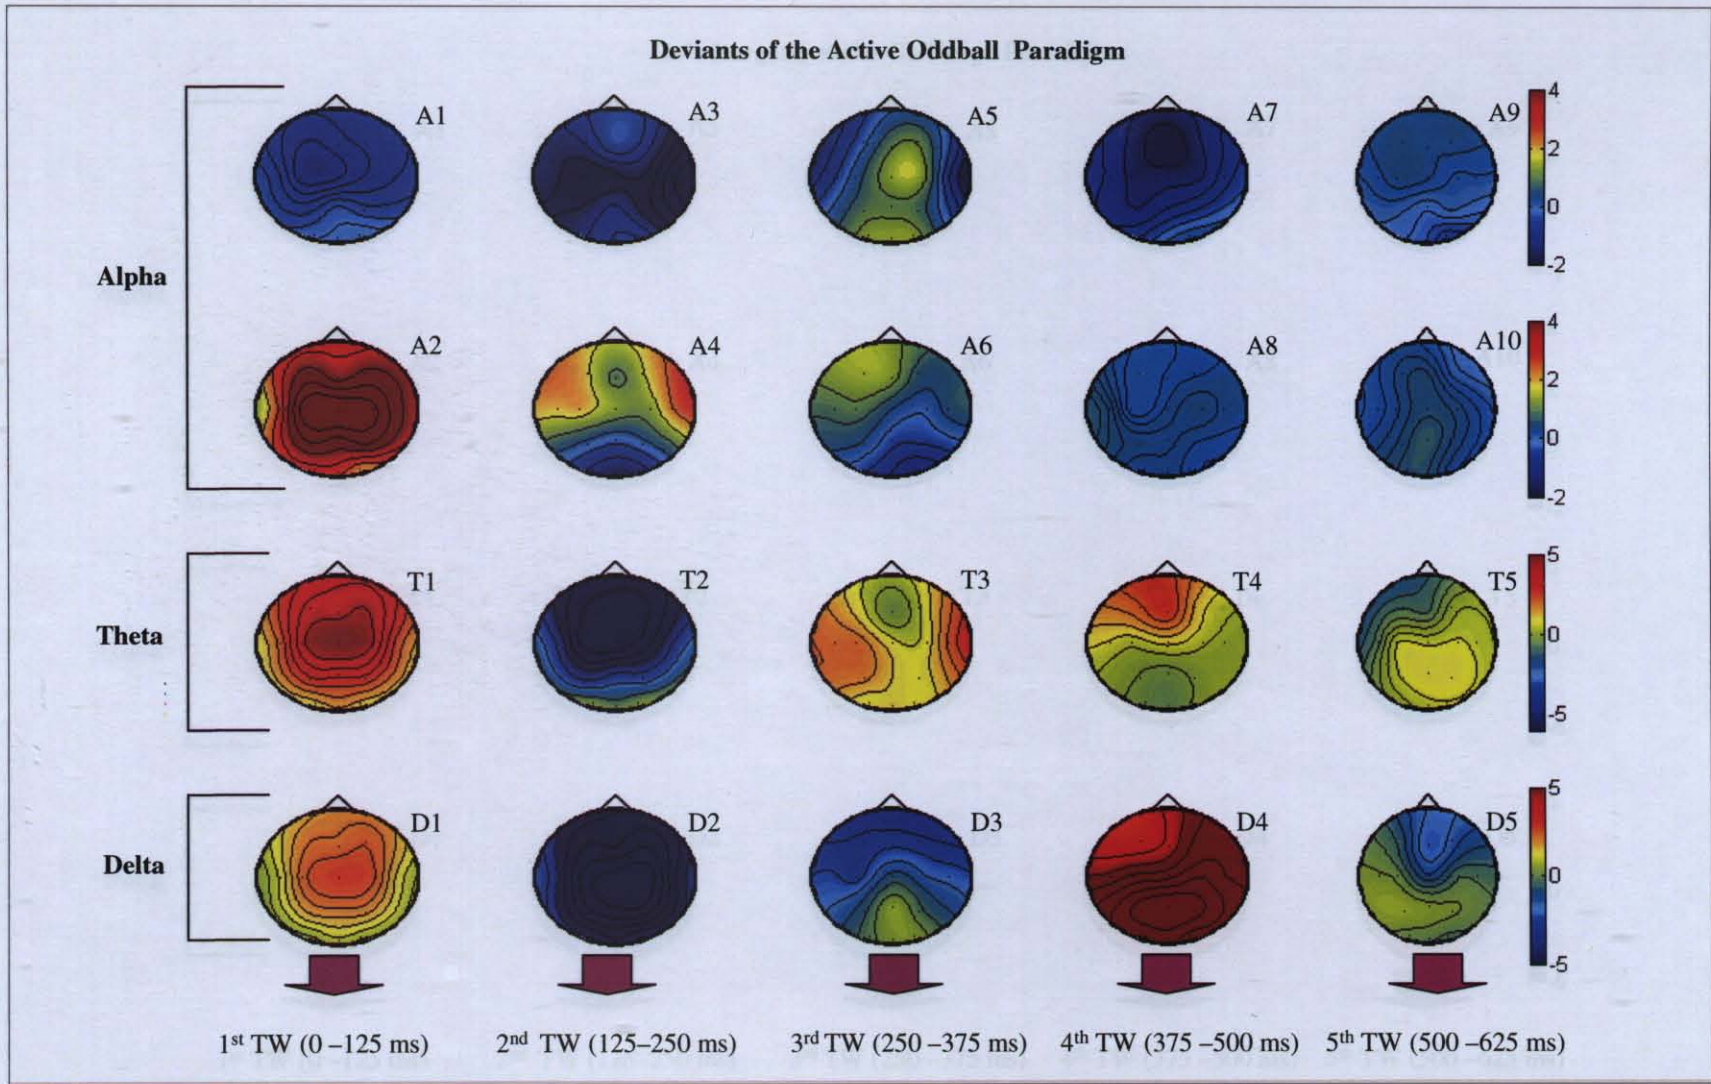 Deviants of the Active Oddball Paradigm
A1 A3 A5 A7 A9
4
2
0
-2
Alpha
A2 A4 A6 A8 A10
4
2
0
-2
Theta
T1 T2 T3 T4 T5
5
0
-5
Delta
D1 D2 D3 D4 D5
5
0
-5
1st TW (0 –125 ms) 2nd TW (125–250 ms) 3rd TW (250 –375 ms) 4th TW (375 –500 ms) 5th TW (500 –625 ms)